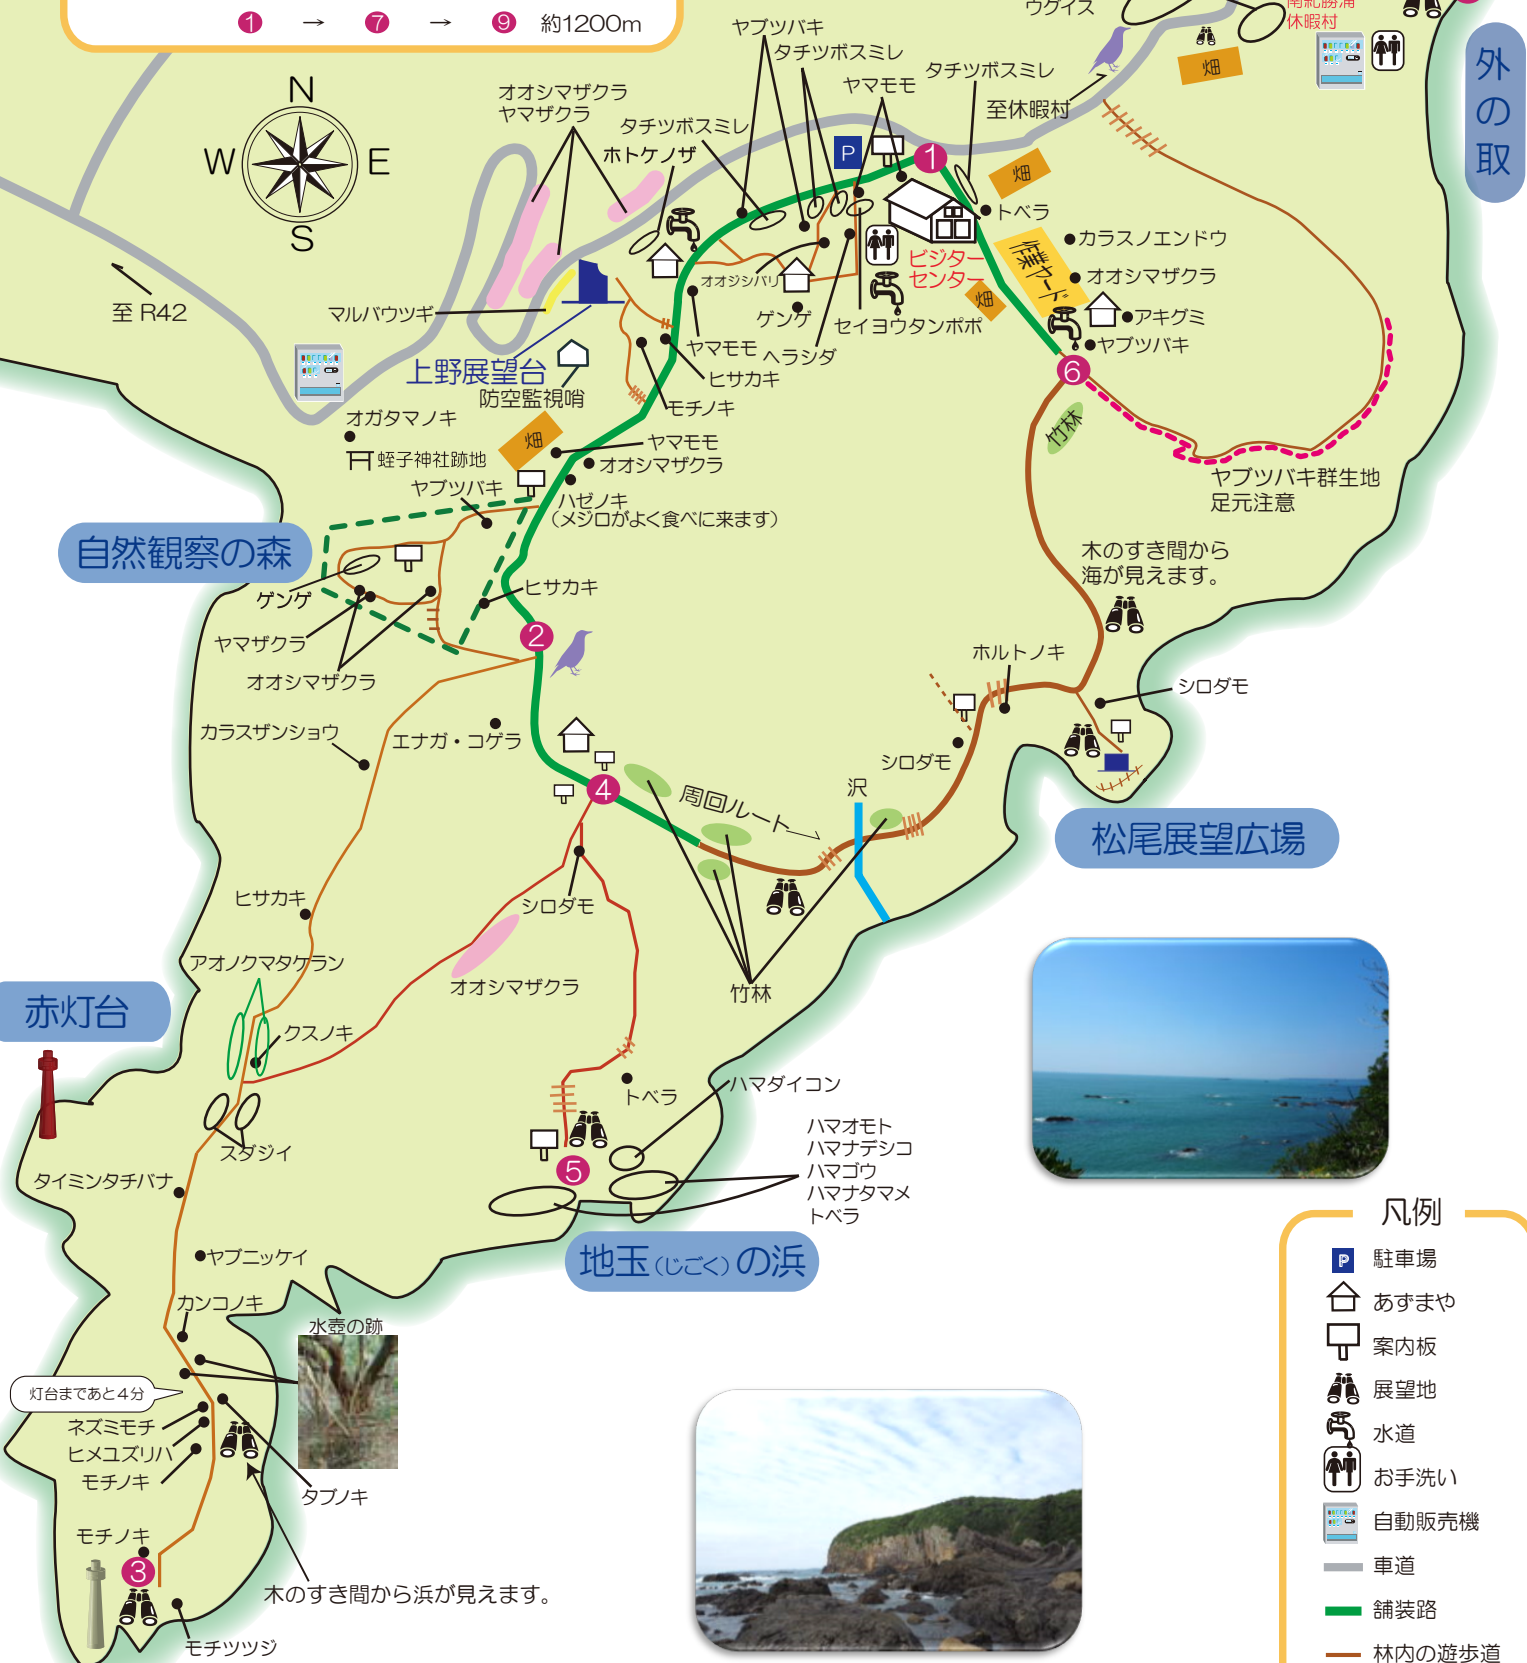 ❶ → ❼ → ❾ 約1200m
ウグイス
南紀勝浦
休暇村
外の取
畑
ヤブツバキ
タチツボスミレ
ヤマモモ
タチツボスミレ
至休暇村
オオシマザクラ
ヤマザクラ
タチツボスミレ
ホトケノザ
N
W
E
S
P
1
畑
トベラ
カラスノエンドウ
作業ヤード
オオシマザクラ
ビジター
センター
オオジシバリ
ゲンゲ
セイヨウタンポポ
畑
アキグミ
ヤブツバキ
至 R42
マルバウツギ
上野展望台
防空監視哨
ヤマモモ
ヘラシダ
ヒサカキ
モチノキ
6
竹林
オガタマノキ
蛭子神社跡地
畑
ヤマモモ
オオシマザクラ
ヤブツバキ
ハゼノキ
(メジロがよく食べに来ます)
ヤブツバキ群生地
足元注意
自然観察の森
木のすき間から
海が見えます。
ゲンゲ
ヒサカキ
ヤマザクラ
2
オオシマザクラ
ホルトノキ
シロダモ
カラスザンショウ
エナガ・コゲラ
シロダモ
4
周回ルート
沢
松尾展望広場
ヒサカキ
シロダモ
アオノクマタケラン
オオシマザクラ
竹林
赤灯台
クスノキ
トベラ
ハマダイコン
スダジイ
ハマオモト
ハマナデシコ
ハマゴウ
ハマナタマメ
トベラ
5
タイミンタチバナ
地玉(じごく)の浜
ヤブニッケイ
カンコノキ
水壺の跡
灯台まであと4分
ネズミモチ
ヒメユズリハ
モチノキ
タブノキ
モチノキ
3
木のすき間から浜が見えます。
モチツツジ
凡例
P 駐車場
あずまや
案内板
展望地
水道
お手洗い
自動販売機
車道
舗装路
林内の遊歩道